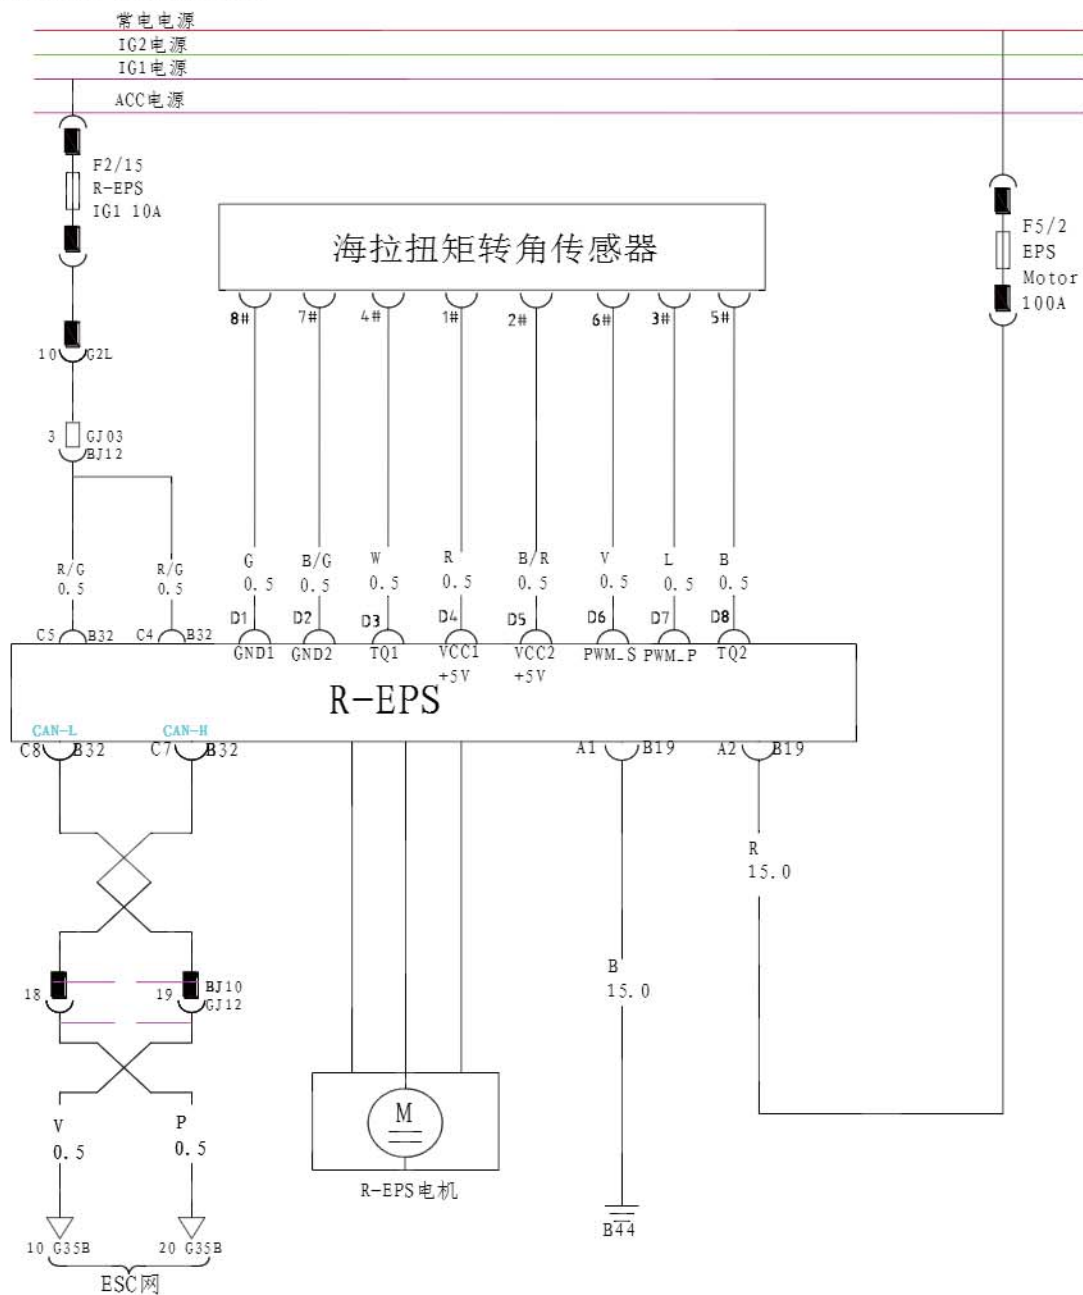 常电电源
IG2电源
IG1电源
ACC电源
F2/15
R-EPS
IG1 10A
F5/2
EPS
Motor
100A
海拉扭矩转角传感器
8# 7# 4# 1# 2# 6# 3# 5#
10 G2L
3 GJ03
BJ12
R/G R/G G B/G W R B/R V L B
0.5 0.5 0.5 0.5 0.5 0.5 0.5 0.5 0.5 0.5
D1 D2 D3 D4 D5 D6 D7 D8
C5 B32 C4 B32
GND1 GND2 TQ1 VCC1 VCC2 PWM_S PWM_P TQ2
+5V +5V
R-EPS
CAN-L CAN-H
C8 B32 C7 B32 A1 B19 A2 B19
R
15.0
B
15.0
18 19 BJ10
GJ12
V P
0.5 0.5
M
R-EPS电机
B44
10 G35B 20 G35B
ESC网